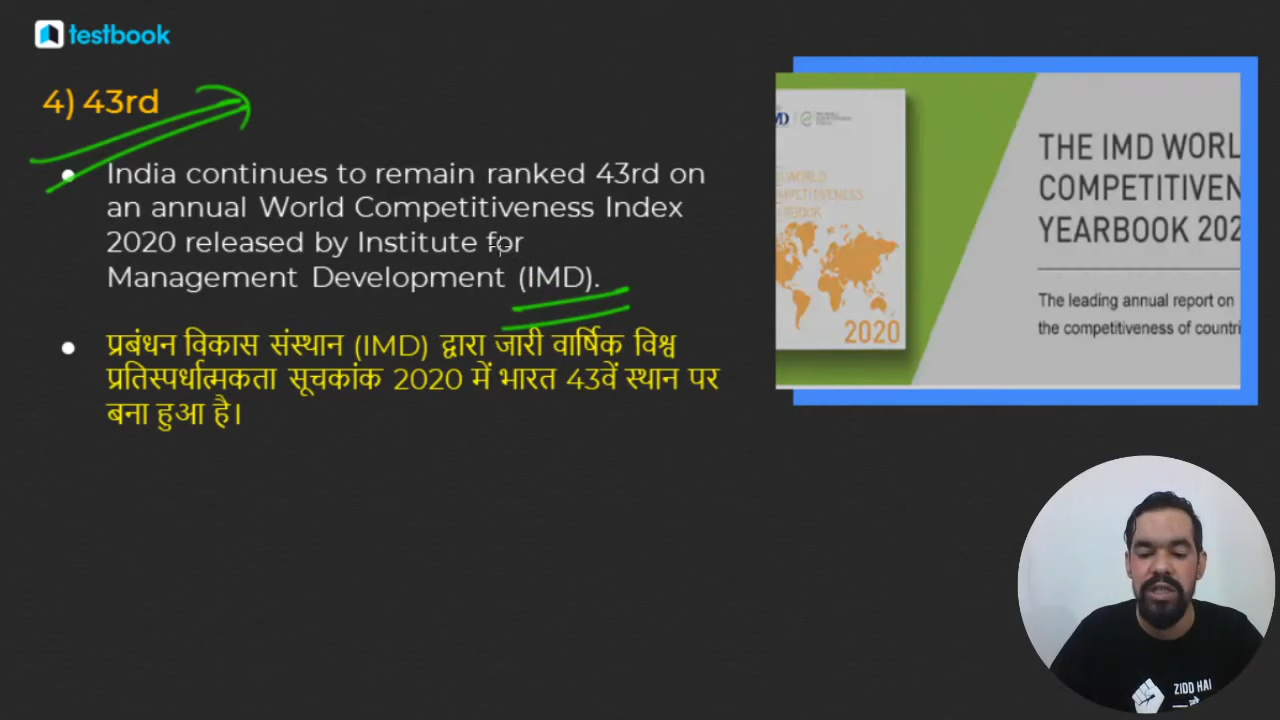 testbook
4) 43rd
India continues to remain ranked 43rd on
an annual World Competitiveness Index
2020 released by Institute for
Management Development (IMD).
प्रबंधन विकास संस्थान (IMD) द्वारा जारी वार्षिक विश्व
प्रतिस्पर्धात्मकता सूचकांक 2020 में भारत 43वें स्थान पर
बना हुआ है।
2020
THE IMD WORL
COMPETITIVEN
YEARBOOK 202
The leading annual report on
the competitiveness of countri
ZIDD HAI